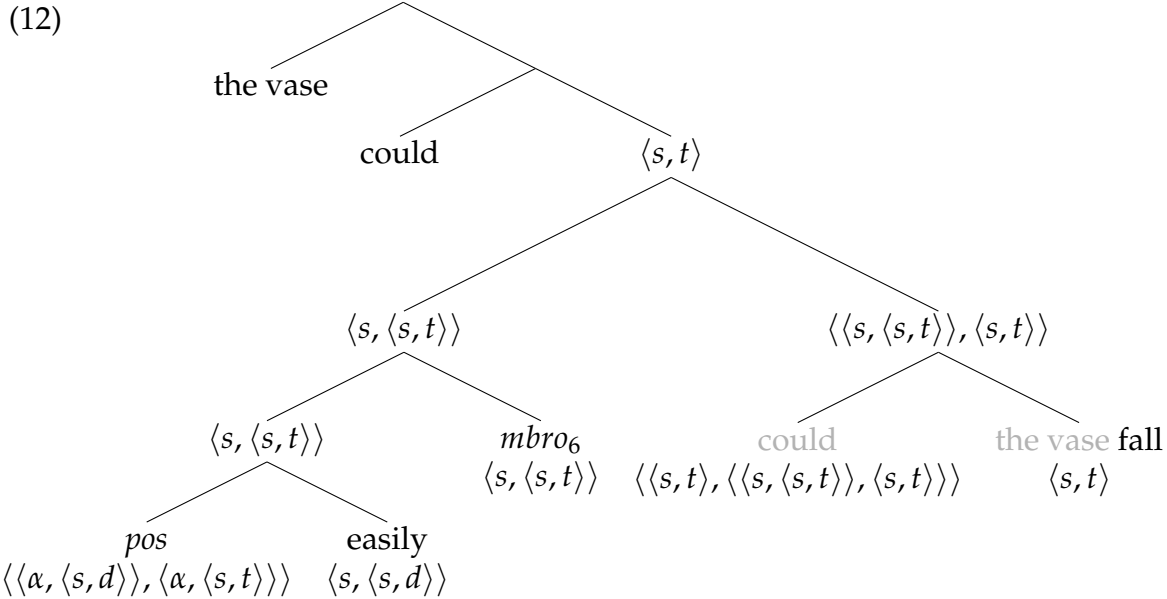 (12)
the vase
could
⟨s, t⟩
⟨s, ⟨s, t⟩⟩
⟨⟨s, ⟨s, t⟩⟩, ⟨s, t⟩⟩
⟨s, ⟨s, t⟩⟩
mbro₆
⟨s, ⟨s, t⟩⟩
could
⟨⟨s, t⟩, ⟨⟨s, ⟨s, t⟩⟩, ⟨s, t⟩⟩⟩
the vase fall
⟨s, t⟩
pos
⟨⟨α, ⟨s, d⟩⟩, ⟨α, ⟨s, t⟩⟩⟩
easily
⟨s, ⟨s, d⟩⟩